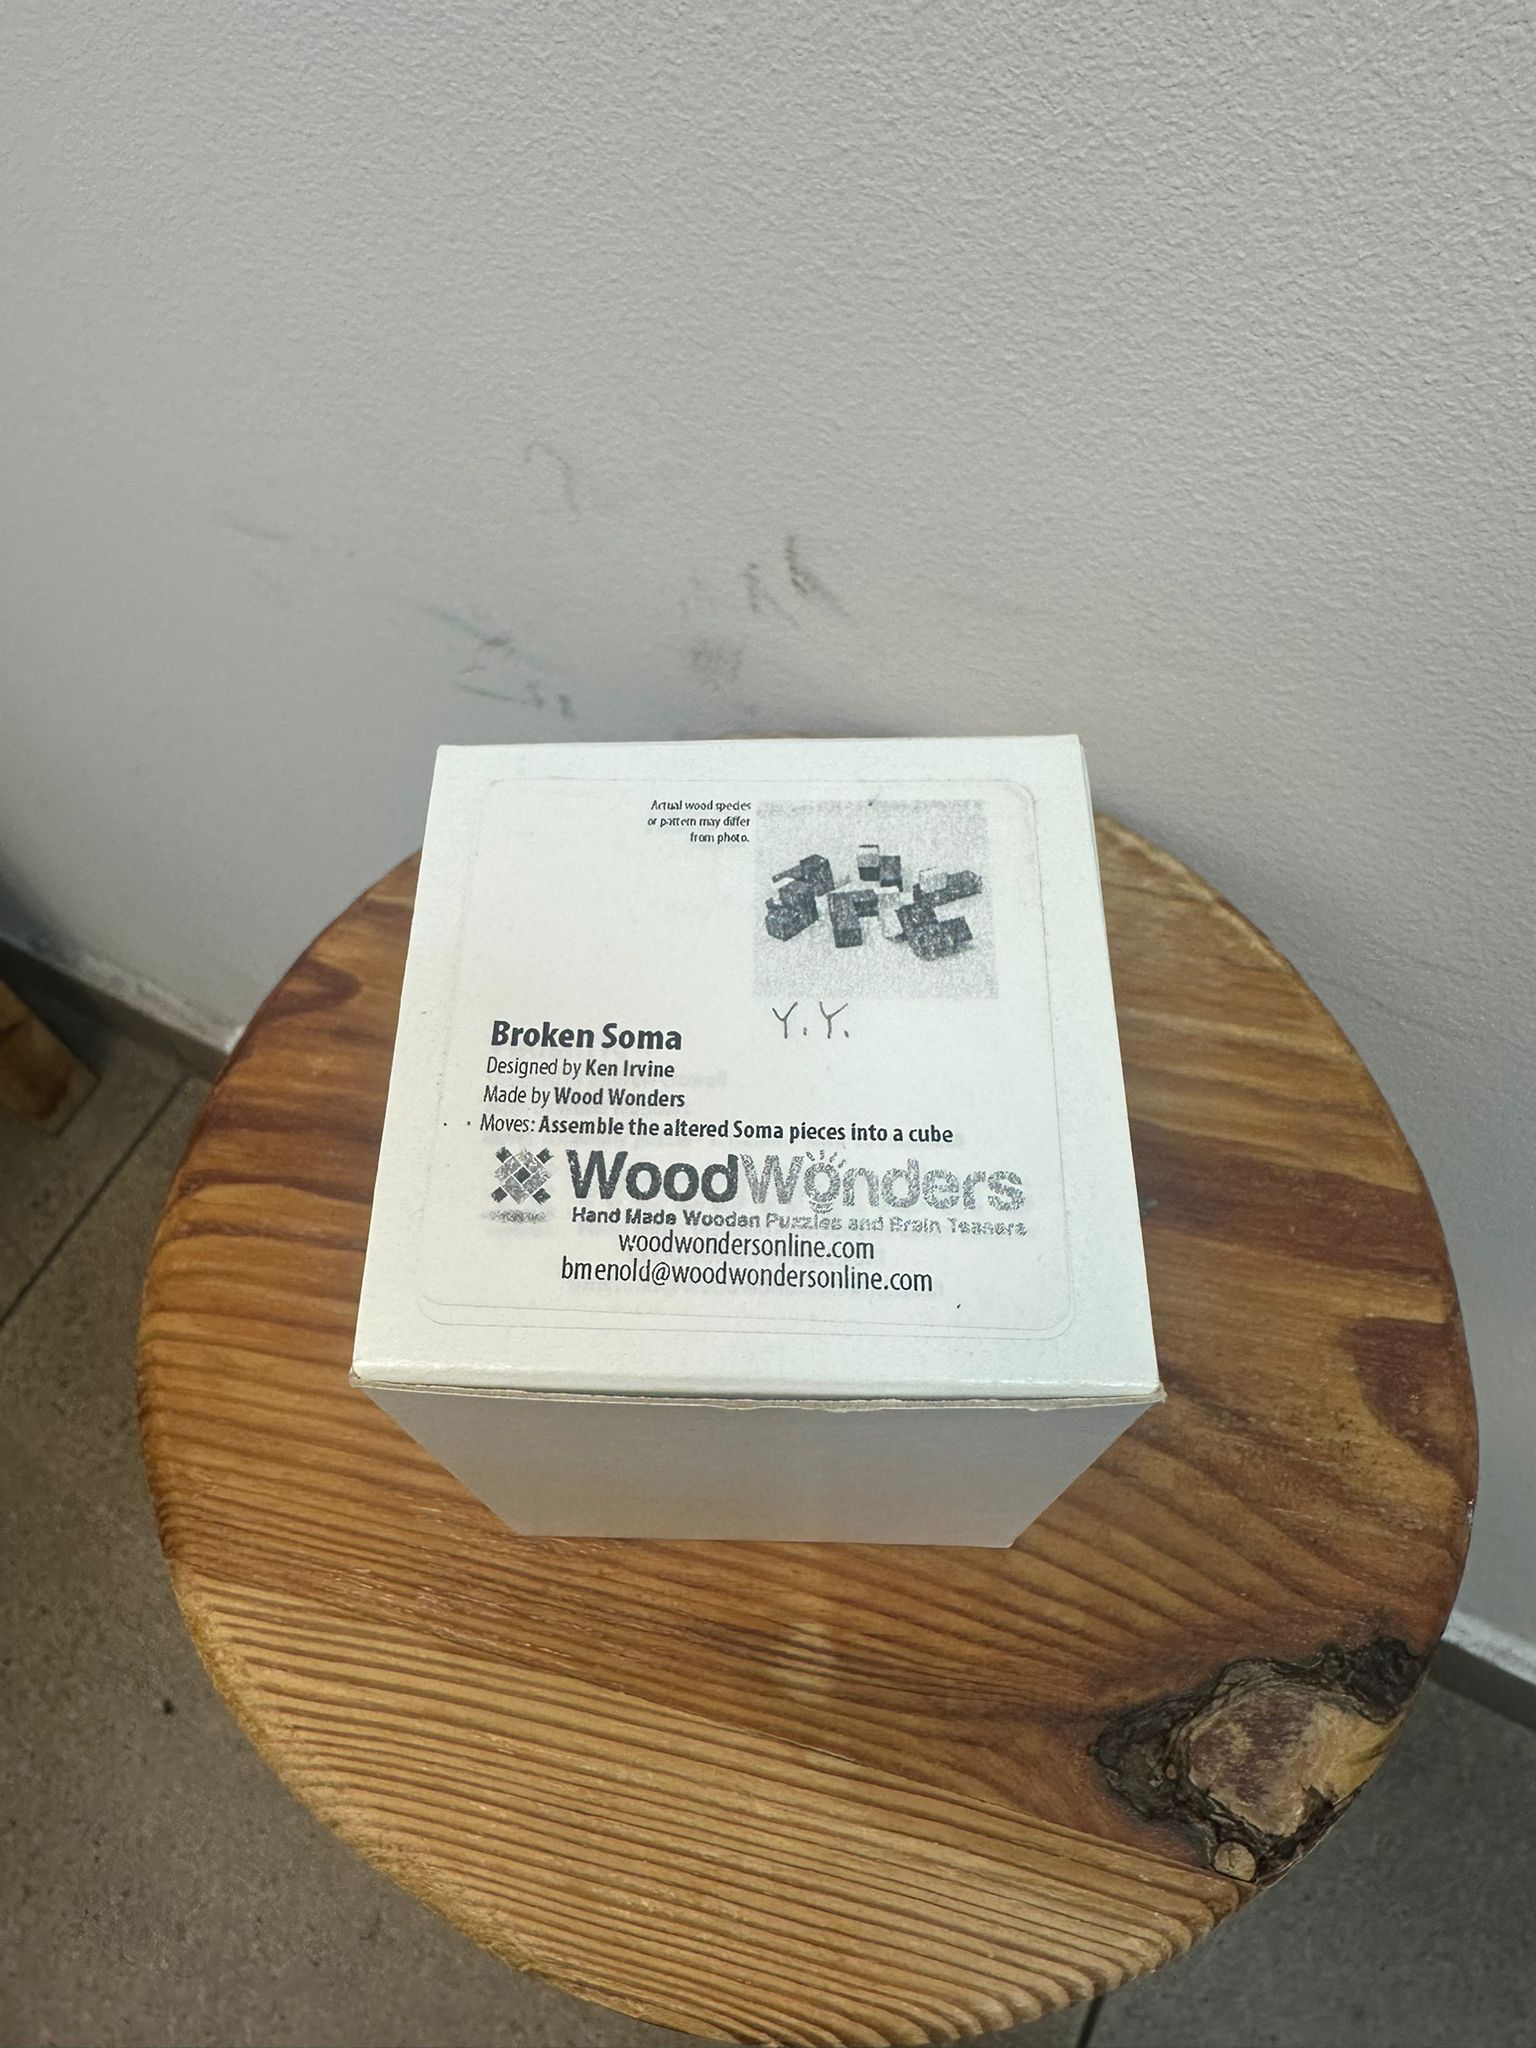 Actual wood species
or pattern may differ
from photo.
Y.Y.
Broken Soma
Designed by Ken Irvine
Made by Wood Wonders
Moves: Assemble the altered Soma pieces into a cube
WoodWonders
Hand Made Wooden Puzzles and Brain Teasers
woodwondersonline.com
bmenold@woodwondersonline.com